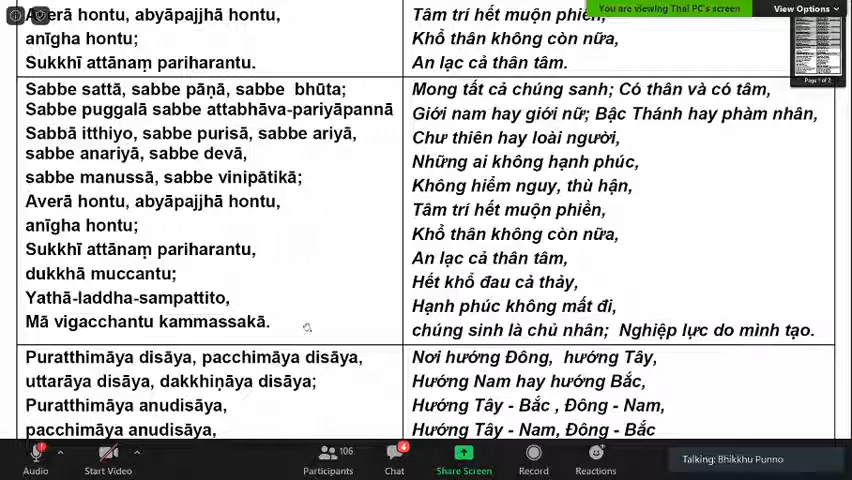 You are viewing Thai PC's screen
View Options
Averā hontu, abyāpajjhā hontu,
anīgha hontu;
Sukkhī attānaṃ pariharantu.
Tâm trí hết muộn phiền,
Khổ thân không còn nữa,
An lạc cả thân tâm.
Page 1 of 2
Sabbe sattā, sabbe pāṇā, sabbe bhūta;
Sabbe puggalā sabbe attabhāva-pariyāpannā
Sabbā itthiyo, sabbe purisā, sabbe ariyā,
sabbe anariyā, sabbe devā,
sabbe manussā, sabbe vinipātikā;
Averā hontu, abyāpajjhā hontu,
anīgha hontu;
Sukkhī attānaṃ pariharantu,
dukkhā muccantu;
Yathā-laddha-sampattito,
Mā vigacchantu kammassakā.
Mong tất cả chúng sanh; Có thân và có tâm,
Giới nam hay giới nữ; Bậc Thánh hay phàm nhân,
Chư thiên hay loài người,
Những ai không hạnh phúc,
Không hiểm nguy, thù hận,
Tâm trí hết muộn phiền,
Khổ thân không còn nữa,
An lạc cả thân tâm,
Hết khổ đau cả thảy,
Hạnh phúc không mất đi,
chúng sinh là chủ nhân; Nghiệp lực do mình tạo.
Puratthimāya disāya, pacchimāya disāya,
uttarāya disāya, dakkhiṇāya disāya;
Puratthimāya anudisāya,
pacchimāya anudisāya,
Nơi hướng Đông, hướng Tây,
Hướng Nam hay hướng Bắc,
Hướng Tây - Bắc , Đông - Nam,
Hướng Tây - Nam, Đông - Bắc
Audio
Start Video
106
Participants
4
Chat
Share Screen
Record
Reactions
Talking: Bhikkhu Punno